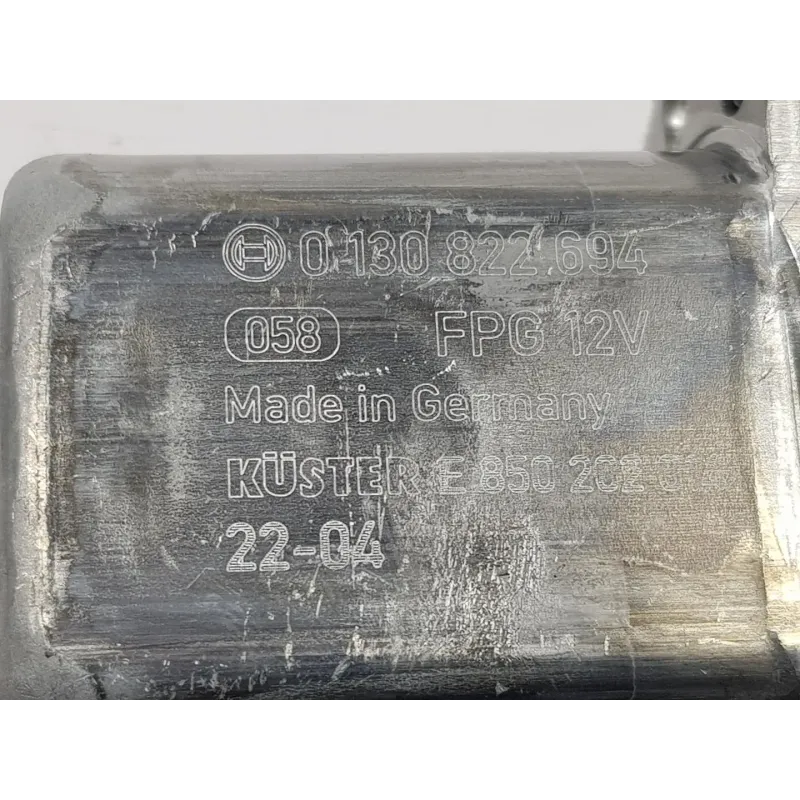 0 130 822 694
058 FPG 12V
Made in Germany
KÜSTER E 850 202
22-04